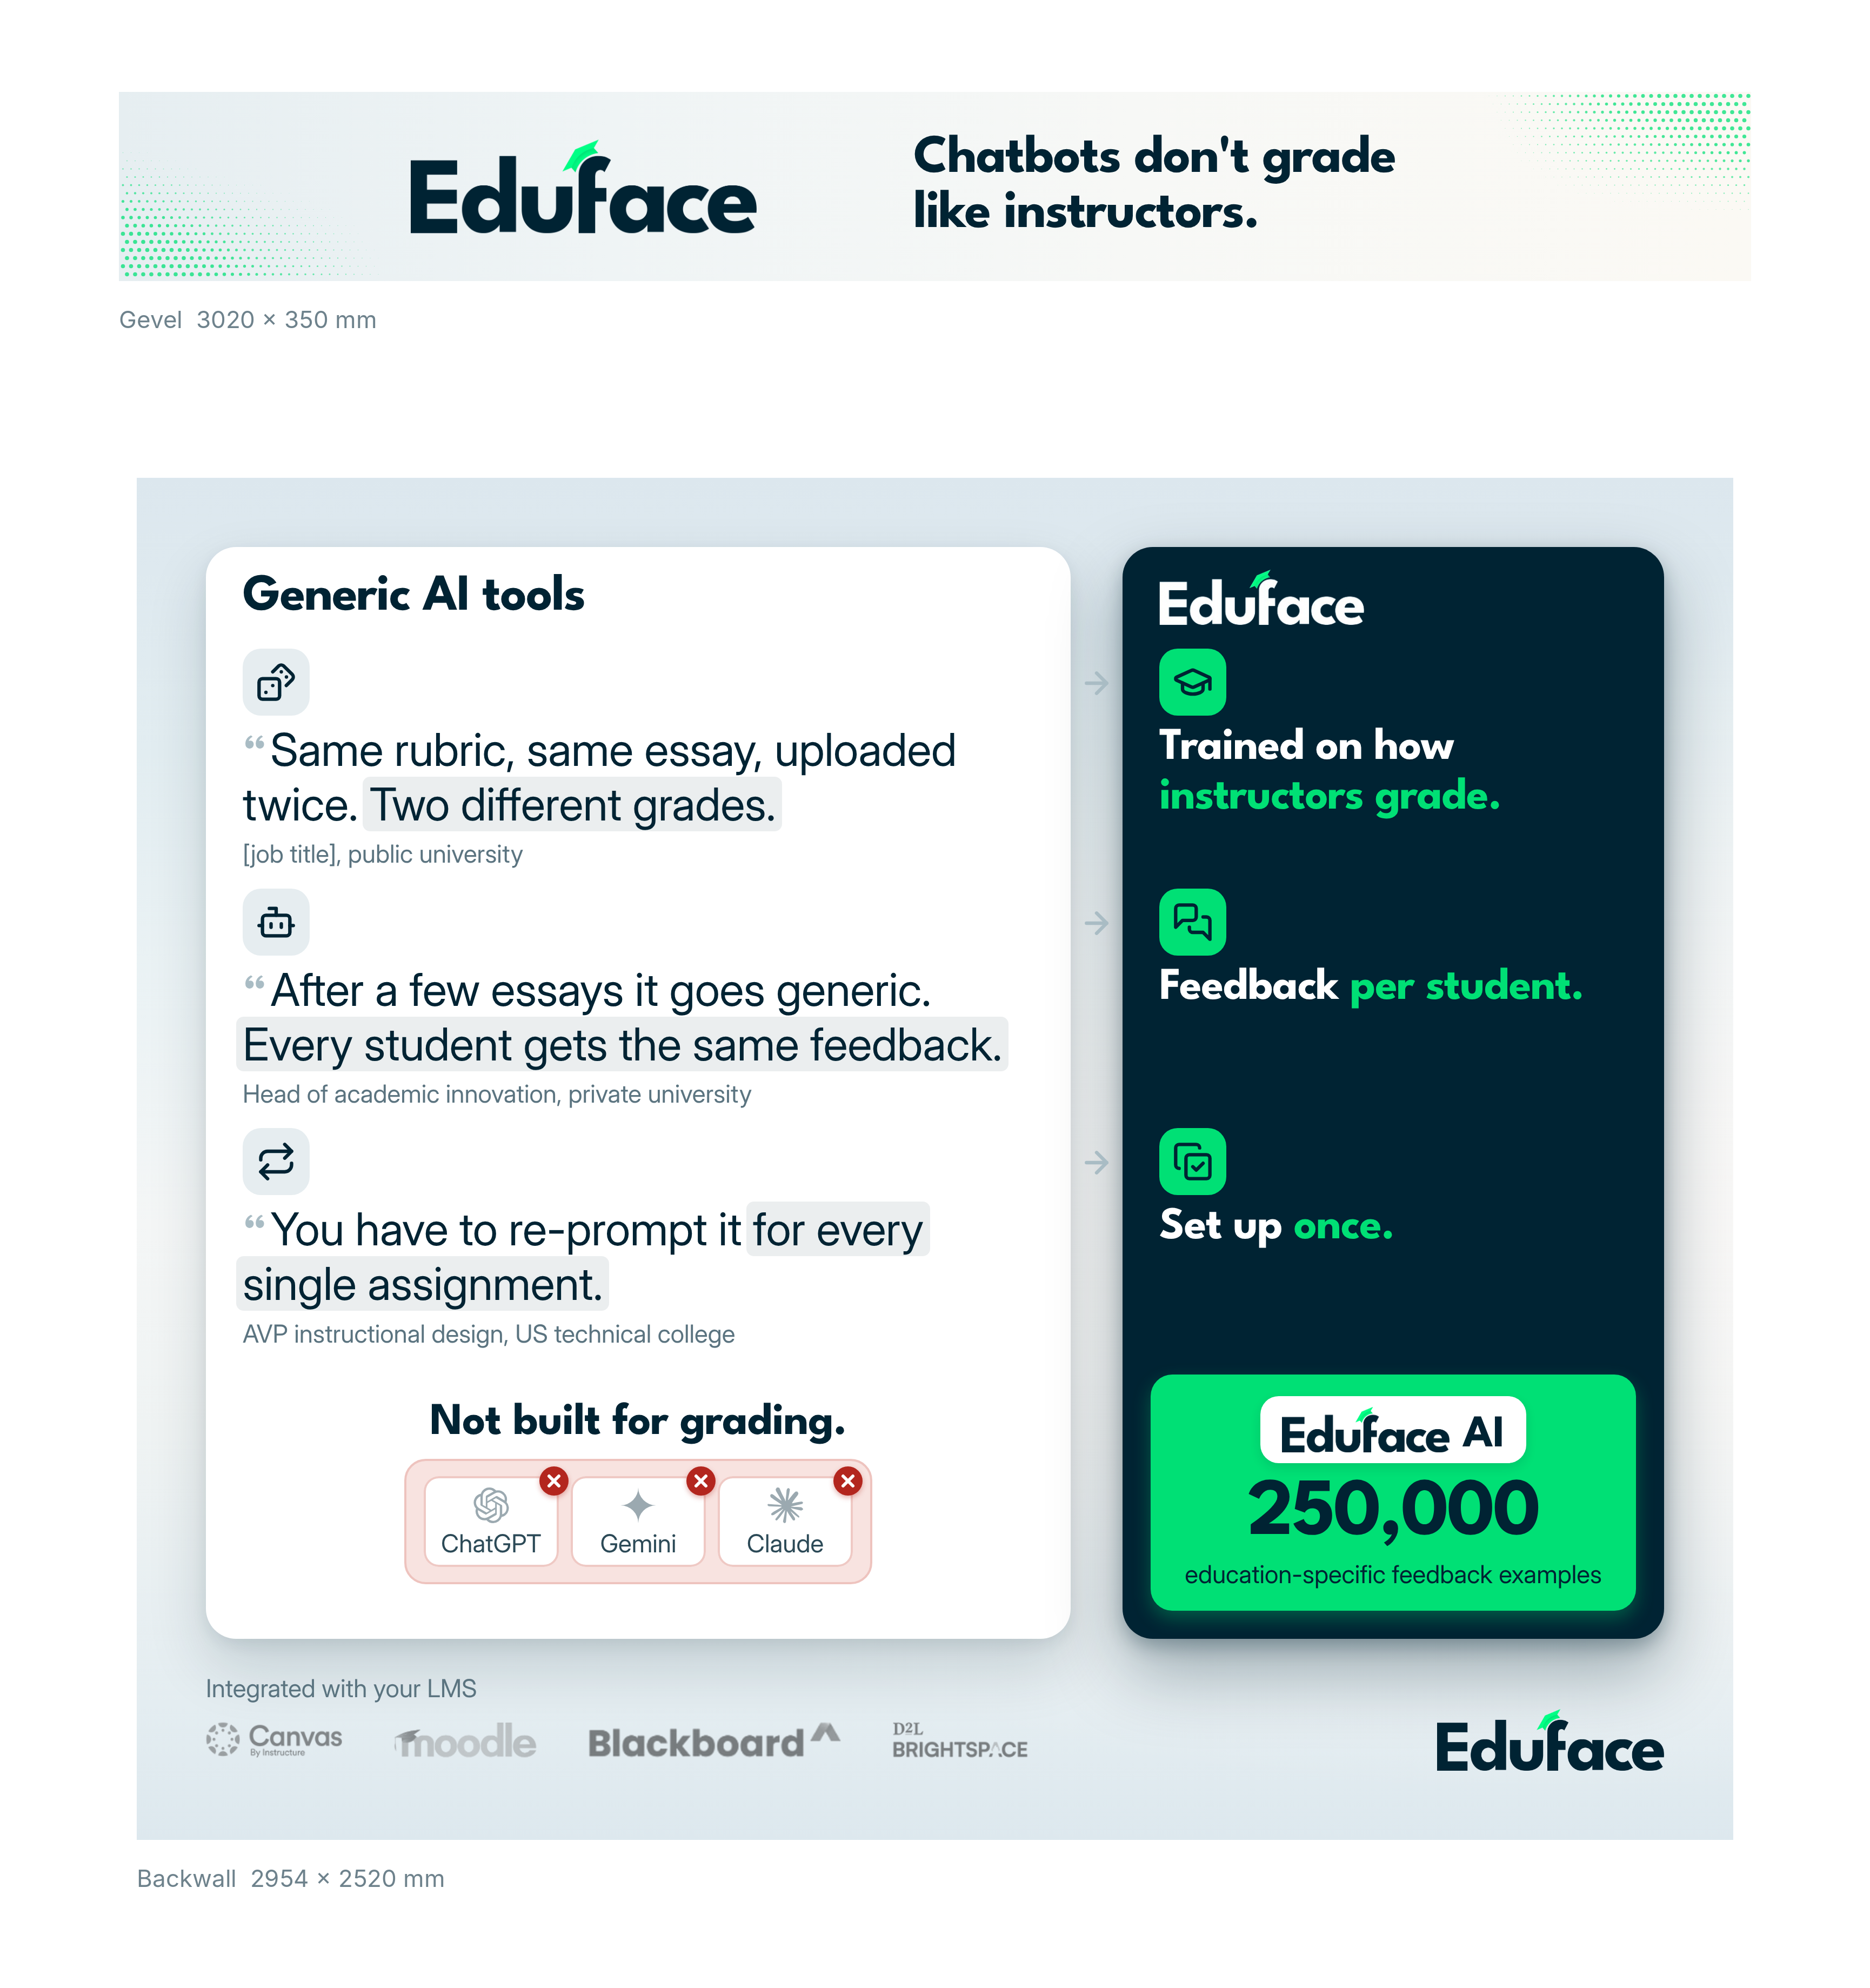 Eduface
Chatbots don't grade
like instructors.
Gevel 3020 × 350 mm
Generic AI tools
“Same rubric, same essay, uploaded
twice. Two different grades.
[job title], public university
“After a few essays it goes generic.
Every student gets the same feedback.
Head of academic innovation, private university
“You have to re-prompt it for every
single assignment.
AVP instructional design, US technical college
Not built for grading.
ChatGPT
Gemini
Claude
Eduface
Trained on how
instructors grade.
Feedback per student.
Set up once.
Eduface AI
250,000
education-specific feedback examples
Integrated with your LMS
Canvas
By Instructure
moodle
Blackboard
D2L
BRIGHTSPACE
Eduface
Backwall 2954 × 2520 mm